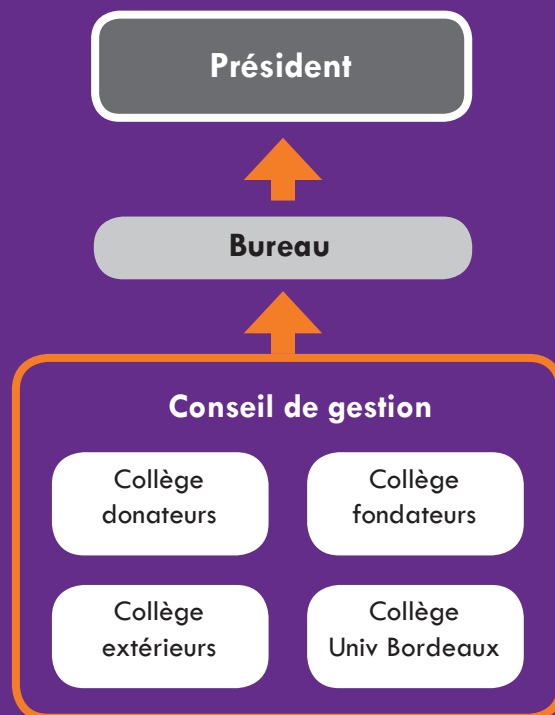 Président
Bureau
Conseil de gestion
Collège
donateurs
Collège
fondateurs
Collège
extérieurs
Collège
Univ Bordeaux